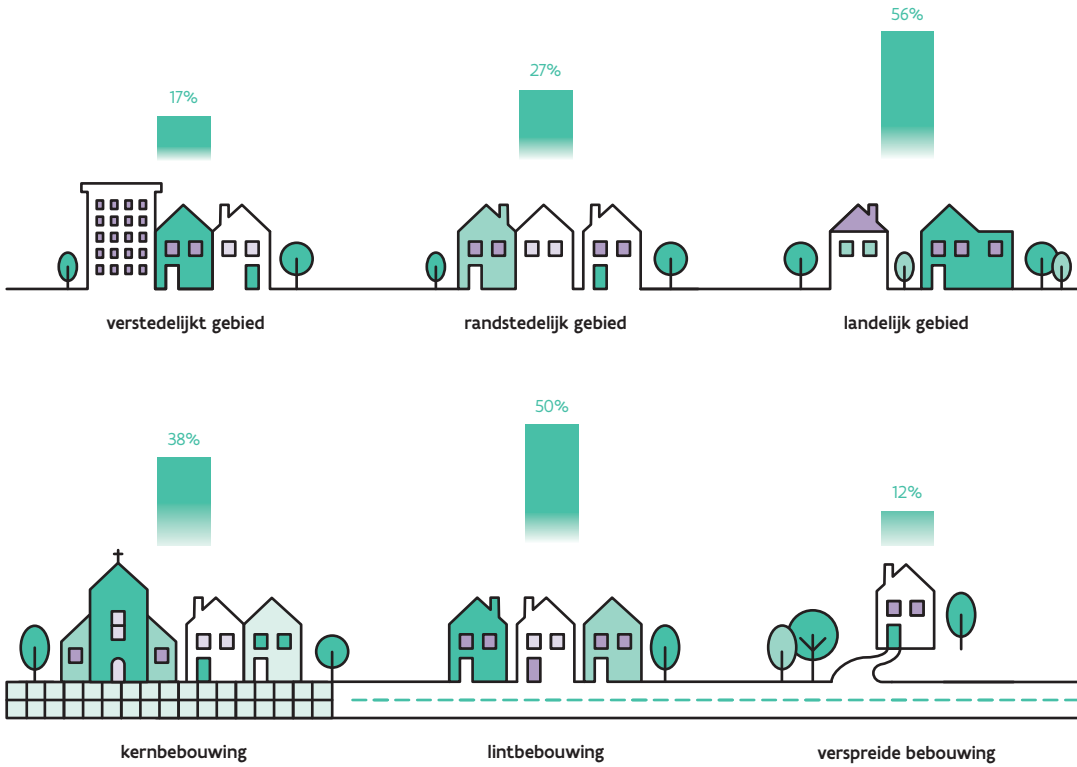 17%
27%
56%
verstedelijkt gebied
randstedelijk gebied
landelijk gebied
38%
50%
12%
kernbebouwing
lintbebouwing
verspreide bebouwing